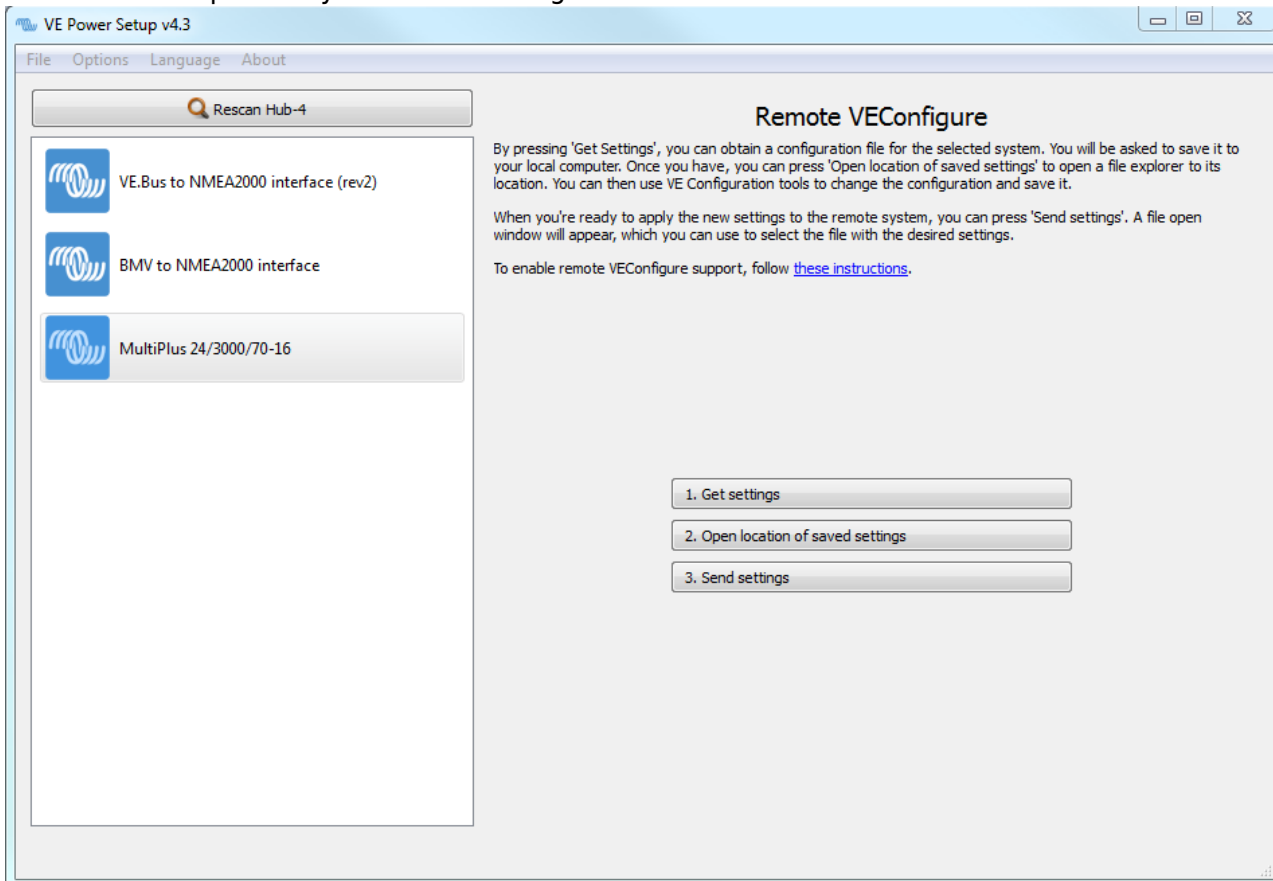 VE Power Setup v4.3
File Options Language About
Rescan Hub-4
VE.Bus to NMEA2000 interface (rev2)
BMV to NMEA2000 interface
MultiPlus 24/3000/70-16
Remote VEConfigure
By pressing 'Get Settings', you can obtain a configuration file for the selected system. You will be asked to save it to
your local computer. Once you have, you can press 'Open location of saved settings' to open a file explorer to its
location. You can then use VE Configuration tools to change the configuration and save it.
When you're ready to apply the new settings to the remote system, you can press 'Send settings'. A file open
window will appear, which you can use to select the file with the desired settings.
To enable remote VEConfigure support, follow these instructions.
1. Get settings
2. Open location of saved settings
3. Send settings